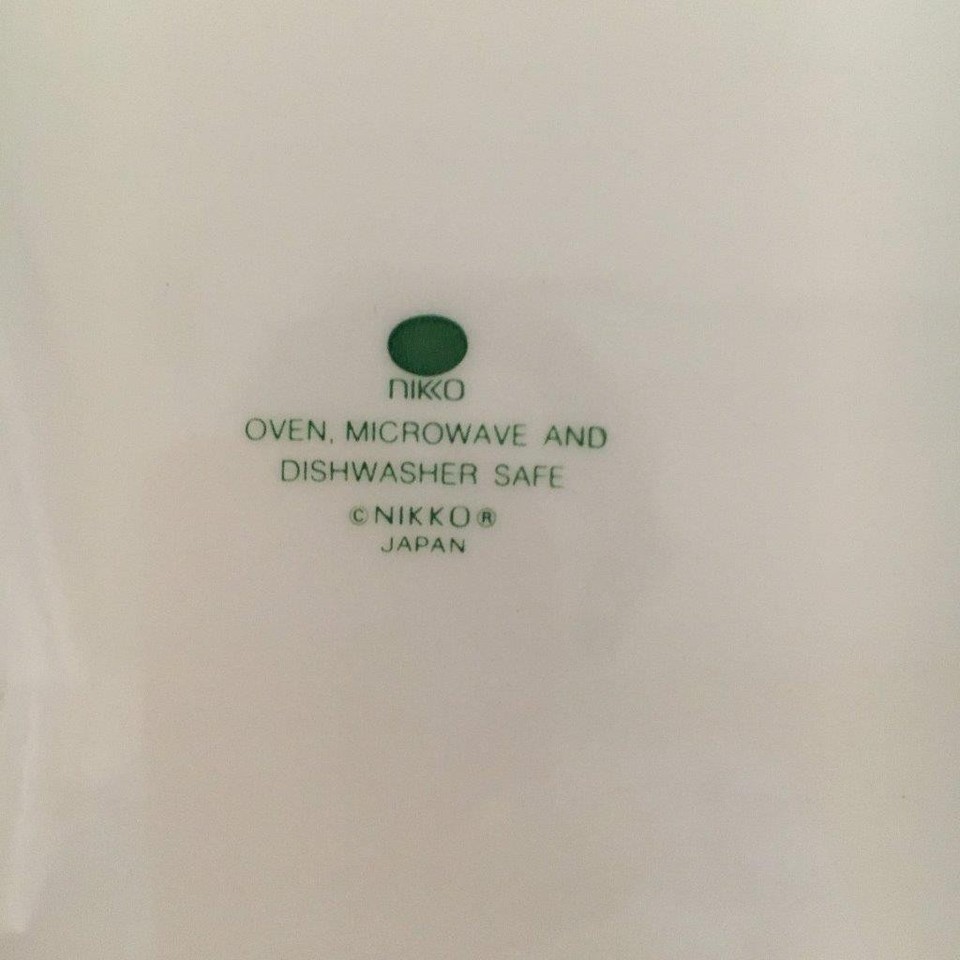 NIKKO
OVEN, MICROWAVE AND
DISHWASHER SAFE
©NIKKO®
JAPAN